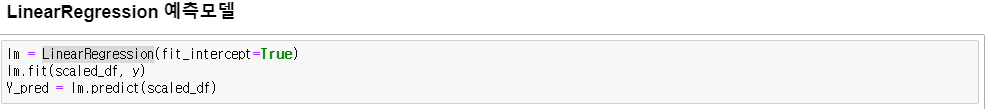 LinearRegression 예측모델
lm = LinearRegression(fit_intercept=True)
lm.fit(scaled_df, y)
Y_pred = lm.predict(scaled_df)